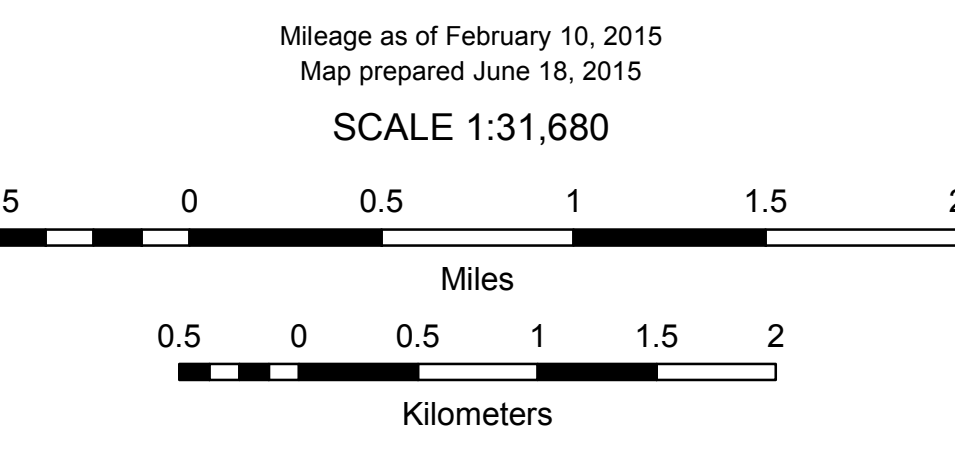 Mileage as of February 10, 2015
Map prepared June 18, 2015
SCALE 1:31,680
5 0 0.5 1 1.5 2
Miles
0.5 0 0.5 1 1.5 2
Kilometers